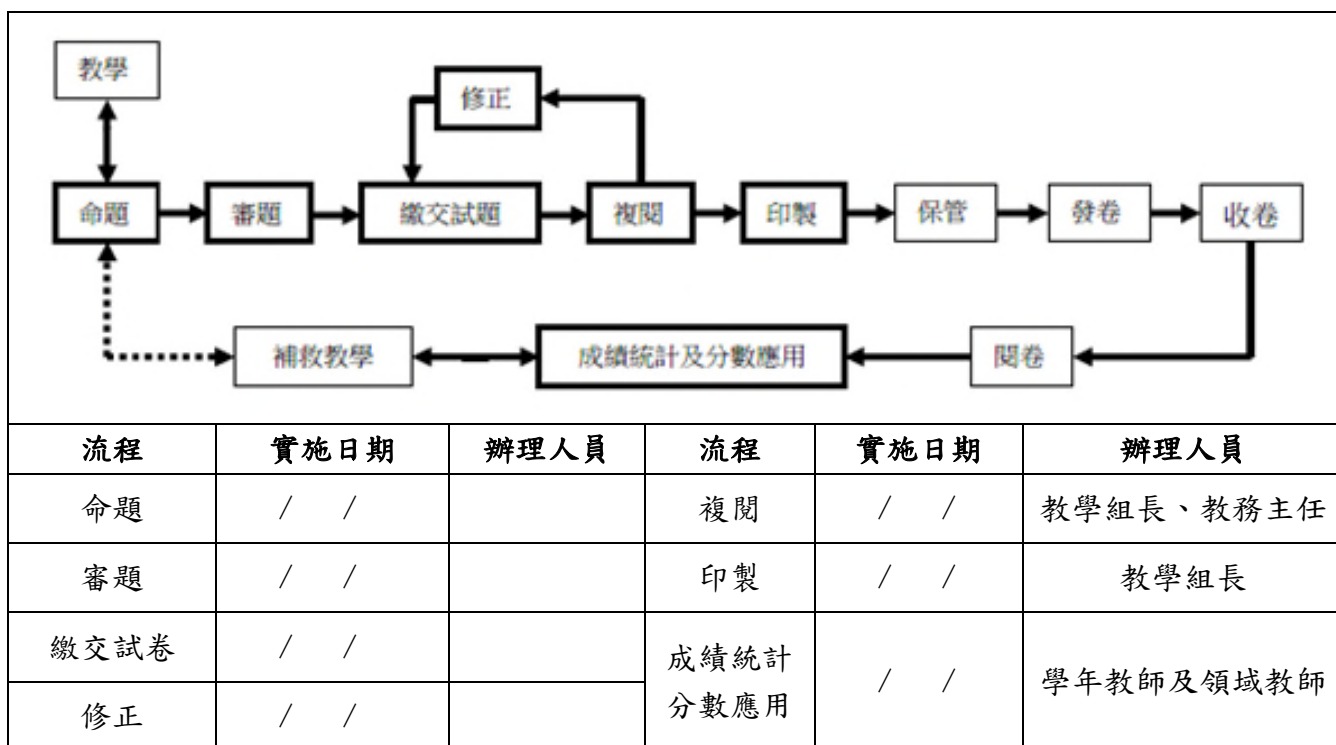 教學
修正
命題
審題
繳交試題
複閱
印製
保管
發卷
收卷
補救教學
成績統計及分數應用
閱卷
流程 實施日期 辦理人員 流程 實施日期 辦理人員
命題 / / 複閱 / / 教學組長、教務主任
審題 / / 印製 / / 教學組長
繳交試卷 / / 成績統計
分數應用 / / 學年教師及領域教師
修正 / /